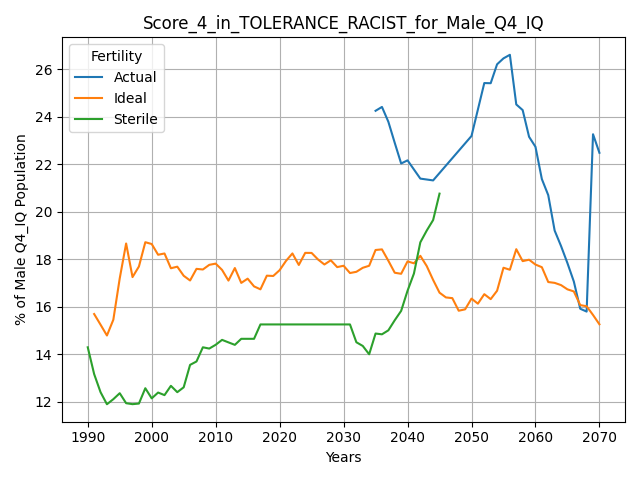 Score_4_in_TOLERANCE_RACIST_for_Male_Q4_IQ
Fertility
Actual
Ideal
Sterile
% of Male Q4_IQ Population
26
24
22
20
18
16
14
12
1990 2000 2010 2020 2030 2040 2050 2060 2070
Years